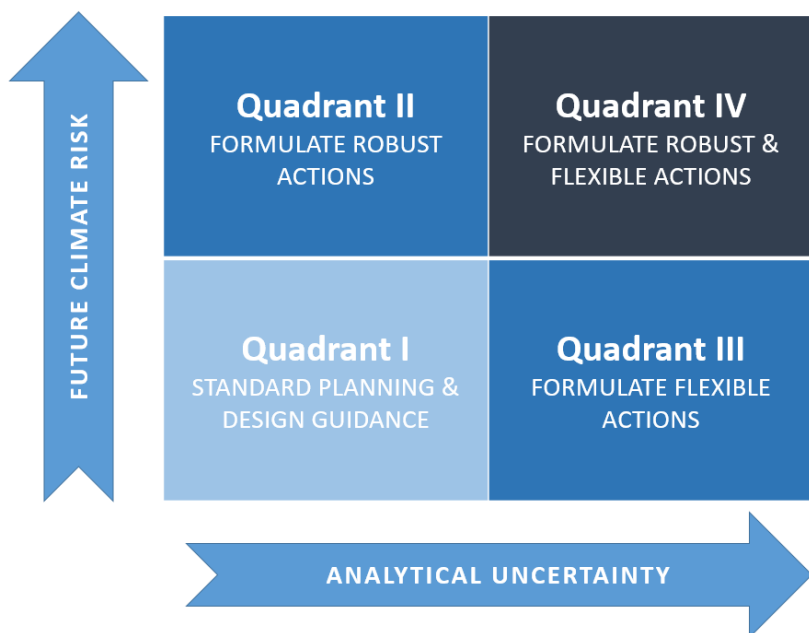 FUTURE CLIMATE RISK
Quadrant II
FORMULATE ROBUST
ACTIONS
Quadrant IV
FORMULATE ROBUST &
FLEXIBLE ACTIONS
Quadrant I
STANDARD PLANNING &
DESIGN GUIDANCE
Quadrant III
FORMULATE FLEXIBLE
ACTIONS
ANALYTICAL UNCERTAINTY